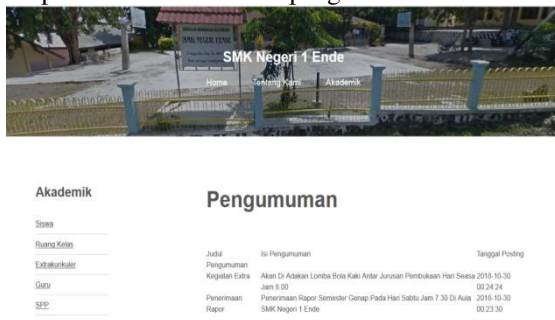 SMK Negeri 1 Ende
Home Tentang Kami Akademik
Akademik
Siswa
Ruang Kelas
Extrakurikuler
Guru
SPP
Pengumuman
Judul Pengumuman Isi Pengumuman Tanggal Posting
Kegiatan Extra Akan Di Adakan Lomba Bola Kaki Antar Jurusan Pembukaan Hari Seasa 2018-10-30
Jam 8.00 00:24:24
Penerimaan Penerimaan Rapor Semester Genap Pada Hari Sabtu Jam 7.30 Di Aula 2018-10-30
Rapor SMK Negeri 1 Ende 00:23:30